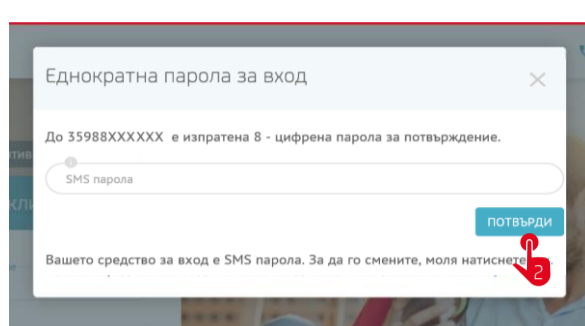 Еднократна парола за вход
До 35988XXXXXX е изпратена 8 - цифрена парола за потвърждение.
SMS парола
ПОТВЪРДИ
Вашето средство за вход е SMS парола. За да го смените, моля натиснете
2